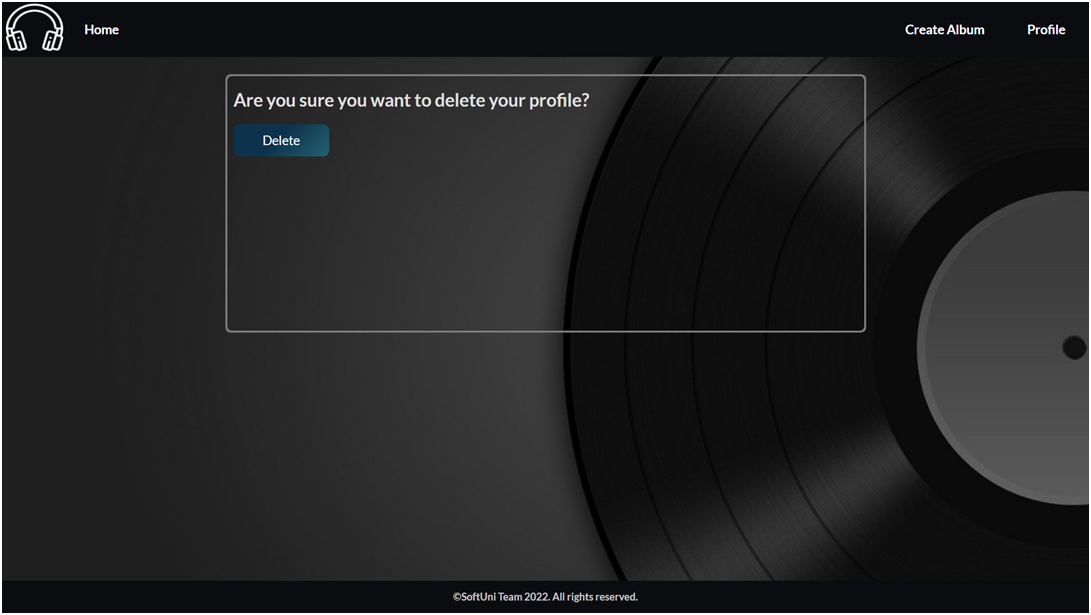 Home
Create Album
Profile
Are you sure you want to delete your profile?
Delete
©SoftUni Team 2022. All rights reserved.